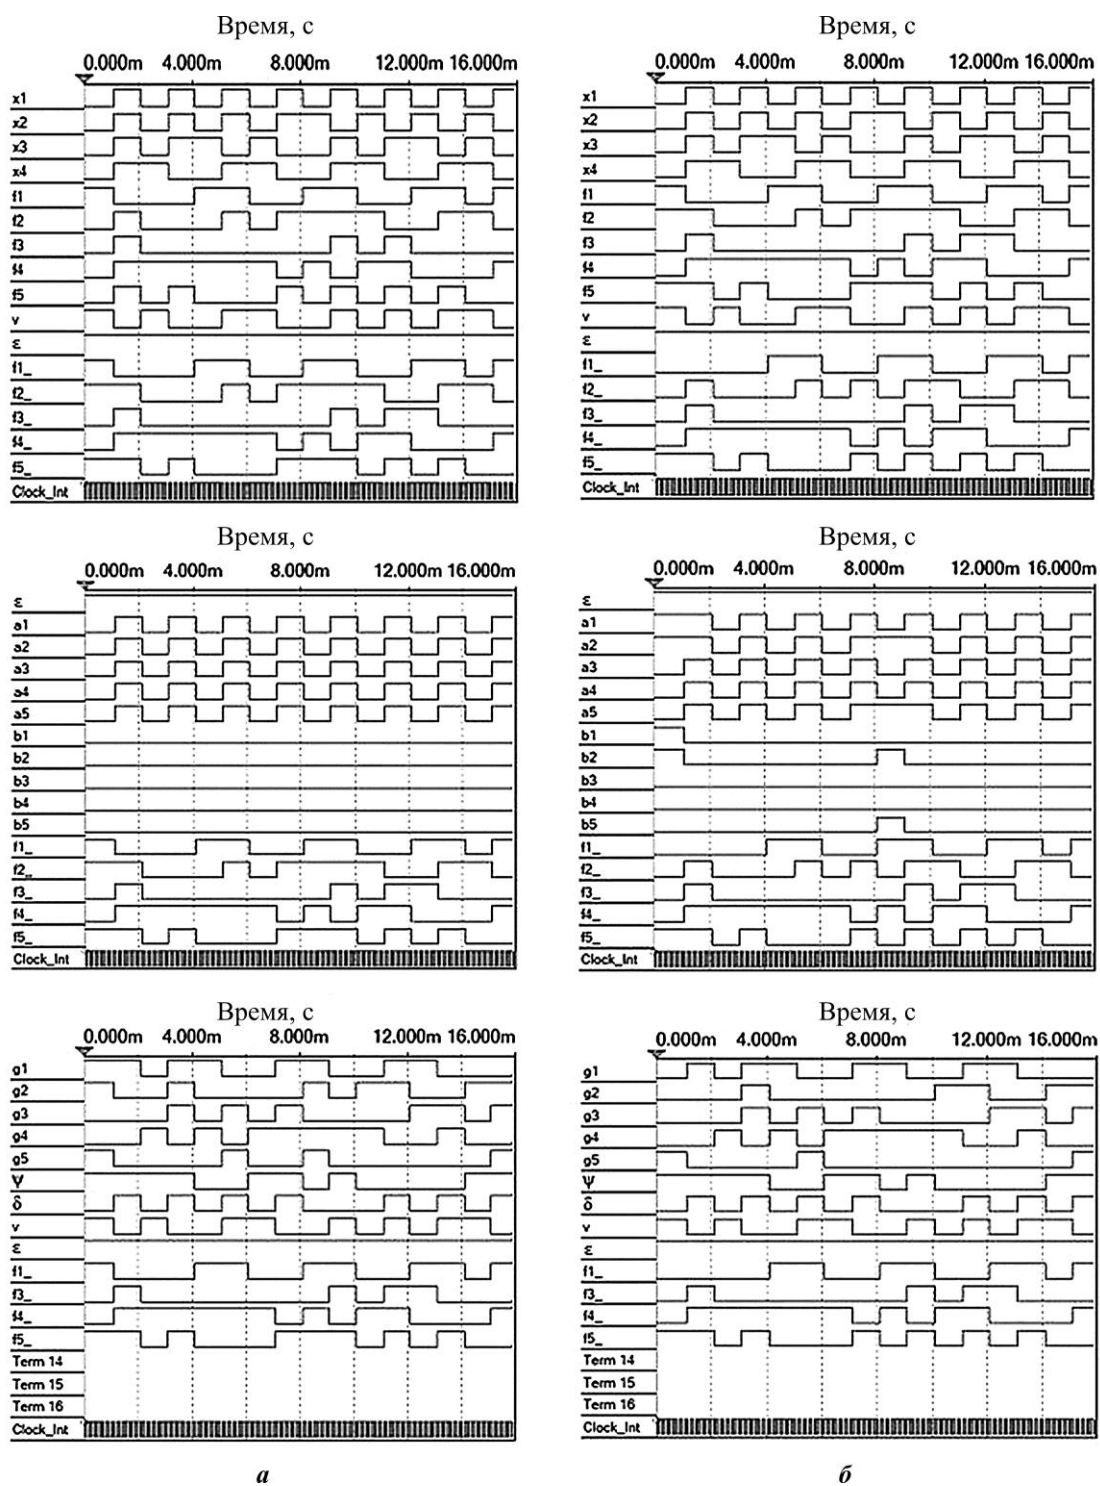 Время, с
0.000m 4.000m 8.000m 12.000m 16.000m
x1
x2
x3
x4
f1
f2
f3
f4
f5
v
ε
f1_
f2_
f3_
f4_
f5_
Clock_Int
Время, с
0.000m 4.000m 8.000m 12.000m 16.000m
x1
x2
x3
x4
f1
f2
f3
f4
f5
v
ε
f1_
f2_
f3_
f4_
f5_
Clock_Int
Время, с
0.000m 4.000m 8.000m 12.000m 16.000m
ε
a1
a2
a3
a4
a5
b1
b2
b3
b4
b5
f1_
f2_
f3_
f4_
f5_
Clock_Int
Время, с
0.000m 4.000m 8.000m 12.000m 16.000m
ε
a1
a2
a3
a4
a5
b1
b2
b3
b4
b5
f1_
f2_
f3_
f4_
f5_
Clock_Int
Время, с
0.000m 4.000m 8.000m 12.000m 16.000m
g1
g2
g3
g4
g5
ψ
δ
v
ε
f1_
f3_
f4_
f5_
Term 14
Term 15
Term 16
Clock_Int
Время, с
0.000m 4.000m 8.000m 12.000m 16.000m
g1
g2
g3
g4
g5
ψ
δ
v
ε
f1_
f3_
f4_
f5_
Term 14
Term 15
Term 16
Clock_Int
а
б